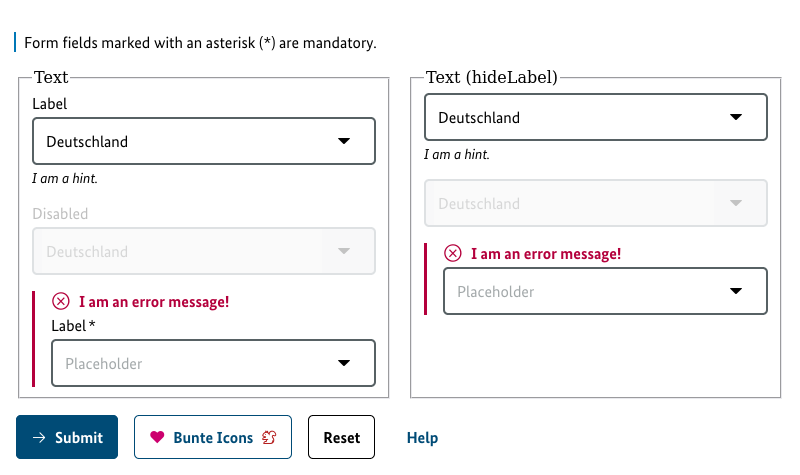 Form fields marked with an asterisk (*) are mandatory.
Text
Label
Deutschland
I am a hint.
Disabled
Deutschland
I am an error message!
Label *
Placeholder
Text (hideLabel)
Deutschland
I am a hint.
Deutschland
I am an error message!
Placeholder
Submit
Bunte Icons
Reset
Help